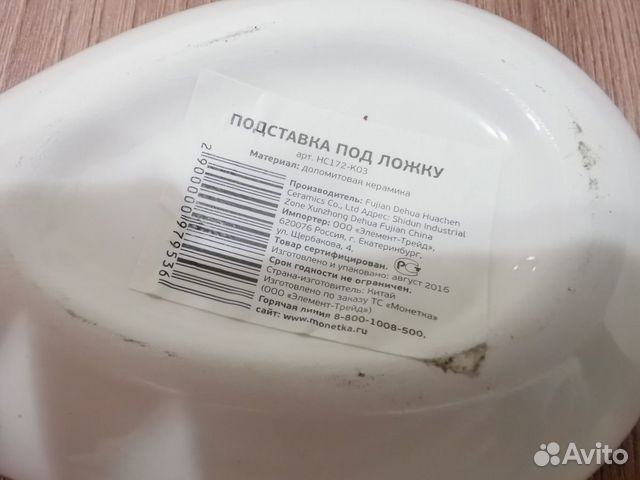 ПОДСТАВКА ПОД ЛОЖКУ
арт. HC172-K03
Материал: доломитовая керамика
Производитель: Fujian Dehua Huachen
Ceramics Co., Ltd Адрес: Shidun Industrial
Zone Xunzhong Dehua Fujian China
Импортер: ООО «Элемент-Трейд»,
620076 Россия, г. Екатеринбург,
ул. Щербакова, 4.
Товар сертифицирован.
Изготовлено и упаковано: август 2016
Срок годности не ограничен.
Страна-изготовитель: Китай
Изготовлено по заказу ТС «Монетка»
(ООО «Элемент-Трейд»)
Горячая линия 8-800-1008-500,
сайт: www.monetka.ru
2900000979536
Avito